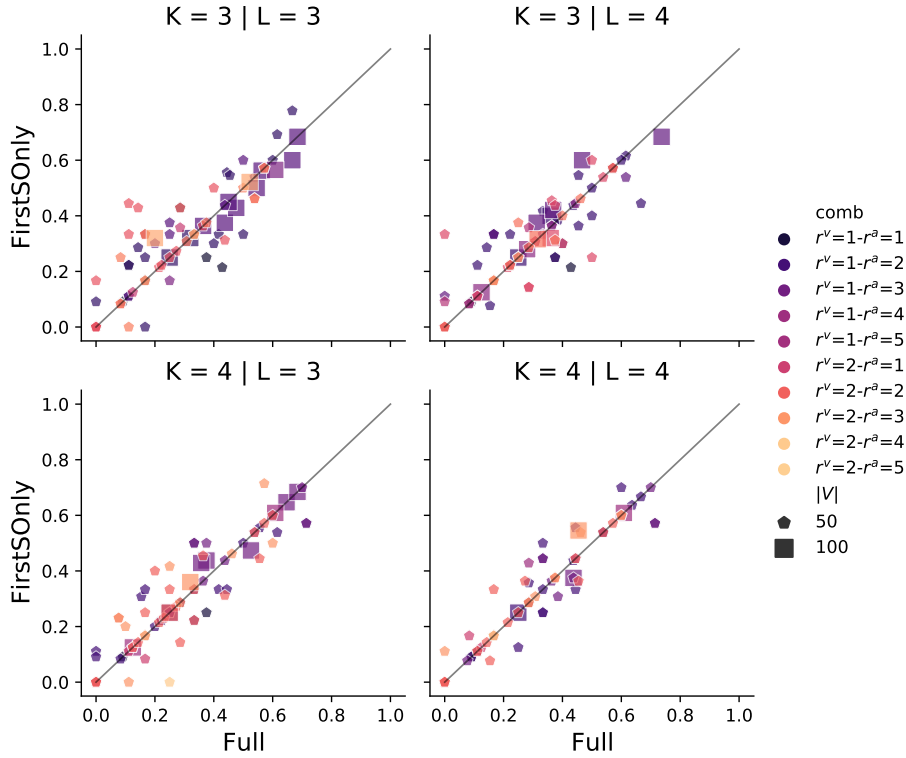 K = 3 | L = 3
K = 3 | L = 4
1.0
0.8
0.6
0.4
0.2
0.0
FirstSOnly
K = 4 | L = 3
K = 4 | L = 4
1.0
0.8
0.6
0.4
0.2
0.0
FirstSOnly
0.0 0.2 0.4 0.6 0.8 1.0
0.0 0.2 0.4 0.6 0.8 1.0
Full
Full
comb
r^v=1-r^a=1
r^v=1-r^a=2
r^v=1-r^a=3
r^v=1-r^a=4
r^v=1-r^a=5
r^v=2-r^a=1
r^v=2-r^a=2
r^v=2-r^a=3
r^v=2-r^a=4
r^v=2-r^a=5
|V|
50
100